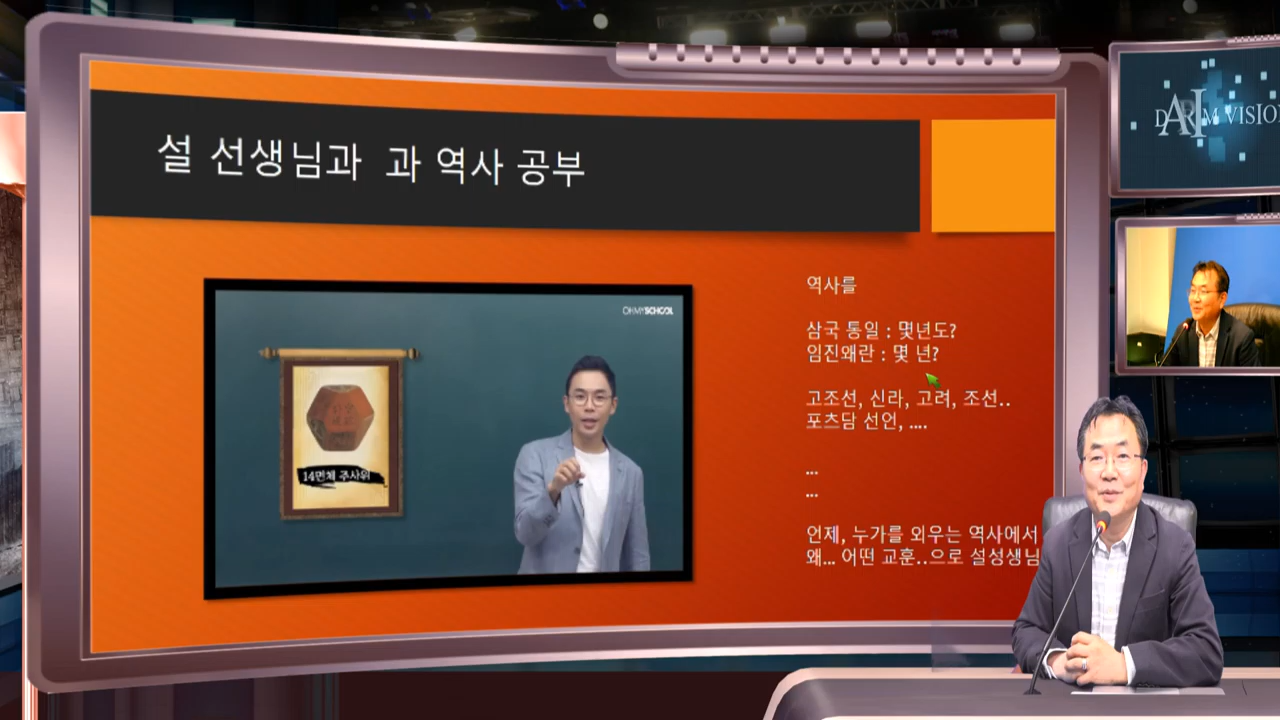 설 선생님과 과 역사 공부
OHMYSCHOOL
14면체 주사위
역사를
삼국 통일 : 몇년도?
임진왜란 : 몇 년?
고조선, 신라, 고려, 조선..
포츠담 선언, ....
...
...
언제, 누가를 외우는 역사에서
왜... 어떤 교훈..으로 설성생님
DARIM VISION